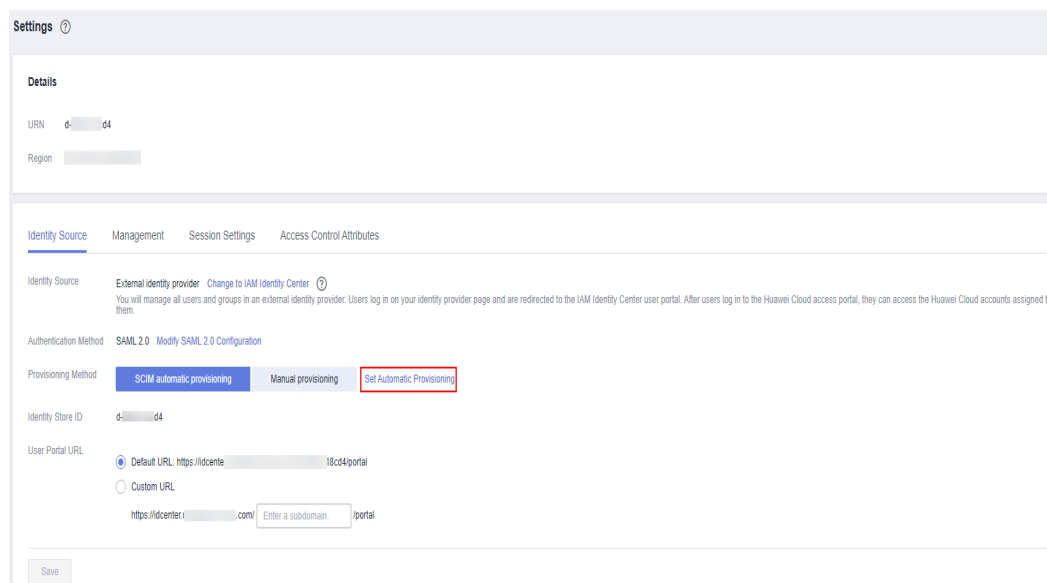 Settings ?
Details
URN d- d4
Region
Identity Source Management Session Settings Access Control Attributes
Identity Source External identity provider Change to IAM Identity Center ?
You will manage all users and groups in an external identity provider. Users log in on your identity provider page and are redirected to the IAM Identity Center user portal. After users log in to the Huawei Cloud access portal, they can access the Huawei Cloud accounts assigned t
them.
Authentication Method SAML 2.0 Modify SAML 2.0 Configuration
Provisioning Method SCIM automatic provisioning Manual provisioning Set Automatic Provisioning
Identity Store ID d- d4
User Portal URL
Default URL: https://idcente 18cd4/portal
Custom URL
https://idcenter. .com/ Enter a subdomain. /portal
Save